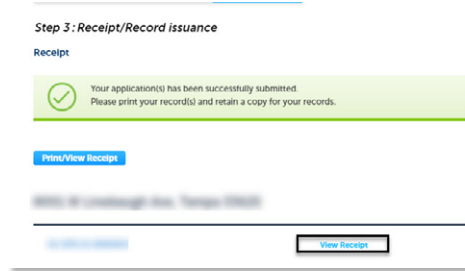 Step 3 : Receipt/Record issuance
Receipt
Your application(s) has been successfully submitted.
Please print your record(s) and retain a copy for your records.
Print/View Receipt
View Receipt